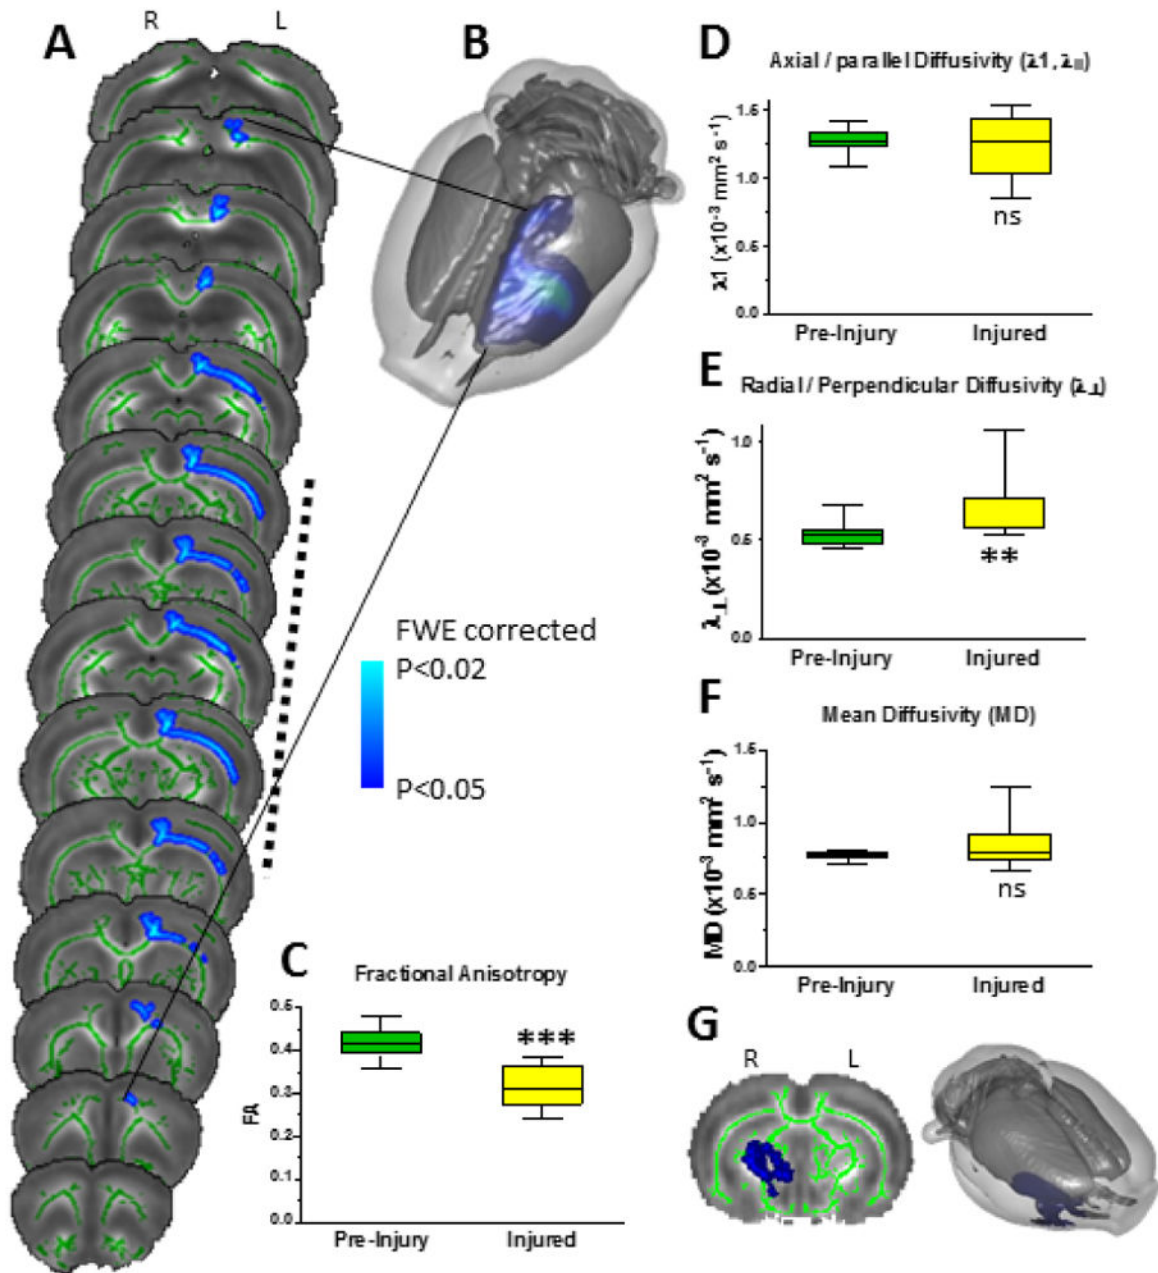 A
R L
B
FWE corrected
P<0.02
P<0.05
C
Fractional Anisotropy
FA
0.5
0.4
0.3
0.2
0.1
0.0
Pre-Injury Injured
***
D
Axial / parallel Diffusivity (λ1, λ||)
λ1 (x10⁻³ mm² s⁻¹)
1.5
1.0
0.5
0.0
ns
Pre-Injury Injured
E
Radial / Perpendicular Diffusivity (λ⊥)
λ⊥ (x10⁻³ mm² s⁻¹)
1.0
0.5
0.0
**
Pre-Injury Injured
F
Mean Diffusivity (MD)
MD (x10⁻³ mm² s⁻¹)
1.5
1.0
0.5
0.0
ns
Pre-Injury Injured
G
R L